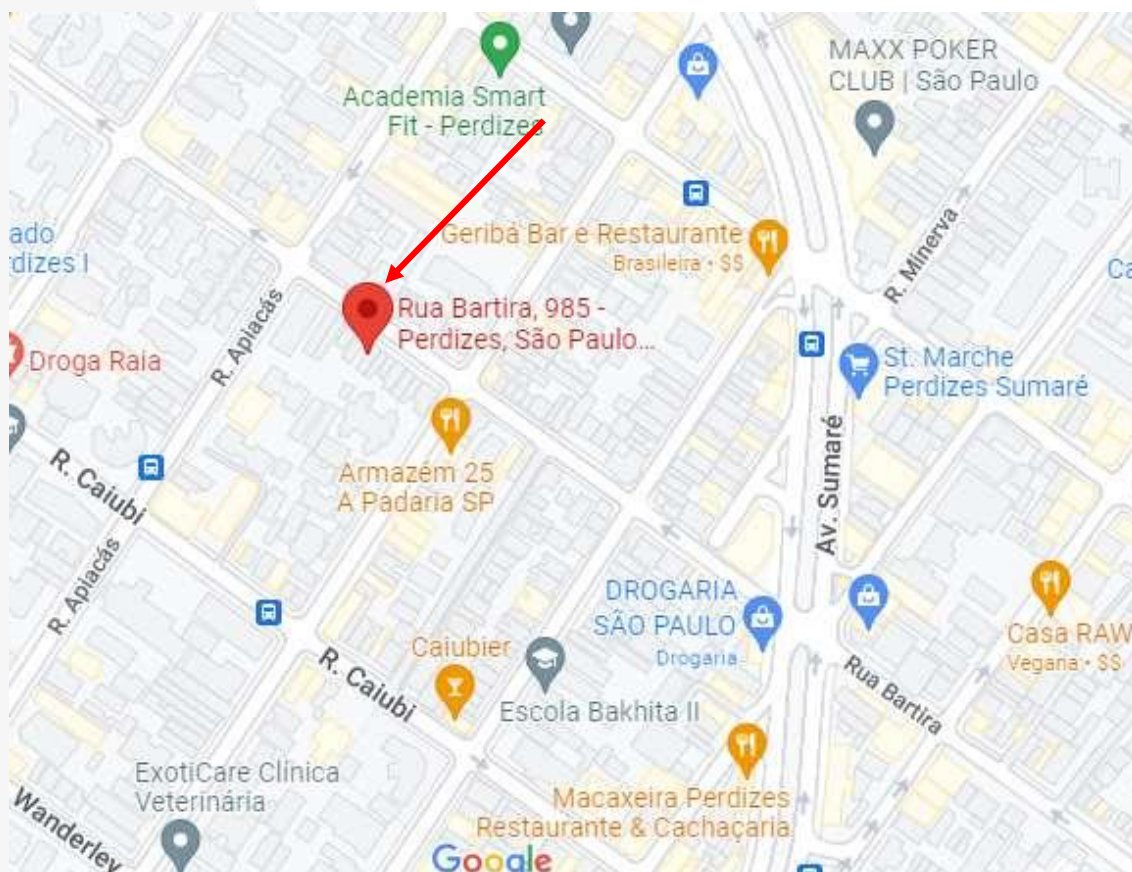 MAXX POKER
CLUB | São Paulo
Academia Smart
Fit - Perdizes
R. Minerva
ado
dizes I
Geribá Bar e Restaurante
Brasileira • $$
Ca
R. Apiacás
Rua Bartira, 985 -
Perdizes, São Paulo...
Droga Raia
St. Marche
Perdizes Sumaré
Av. Sumaré
Armazém 25
A Padaria SP
R. Caiubi
R. Apiacás
DROGARIA
SÃO PAULO
Drogaria
Casa RAW
Vegana • $$
Caiubier
R. Caiubi
Rua Bartira
Escola Bakhita II
ExotiCare Clínica
Veterinária
Wanderley
Macaxeira Perdizes
Restaurante & Cachaçaria
Google